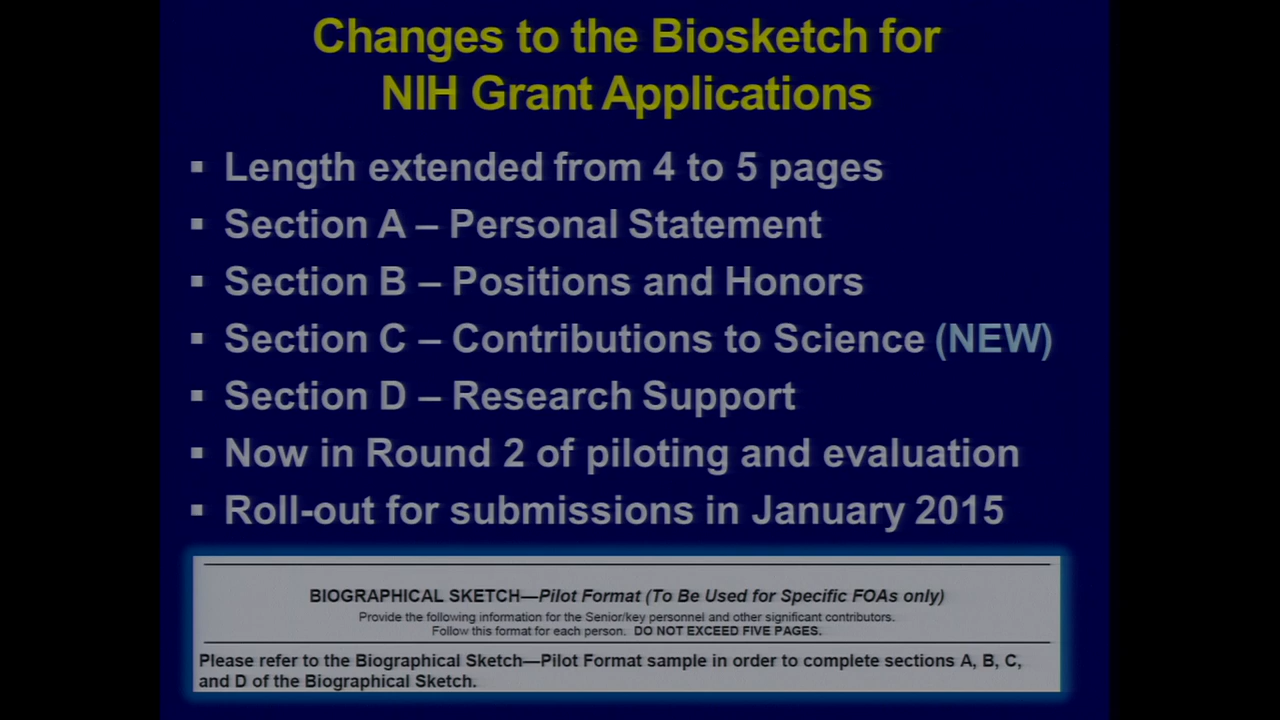 Changes to the Biosketch for
NIH Grant Applications
▪ Length extended from 4 to 5 pages
▪ Section A – Personal Statement
▪ Section B – Positions and Honors
▪ Section C – Contributions to Science (NEW)
▪ Section D – Research Support
▪ Now in Round 2 of piloting and evaluation
▪ Roll-out for submissions in January 2015
BIOGRAPHICAL SKETCH—Pilot Format (To Be Used for Specific FOAs only)
Provide the following information for the Senior/key personnel and other significant contributors.
Follow this format for each person. DO NOT EXCEED FIVE PAGES.
Please refer to the Biographical Sketch—Pilot Format sample in order to complete sections A, B, C,
and D of the Biographical Sketch.